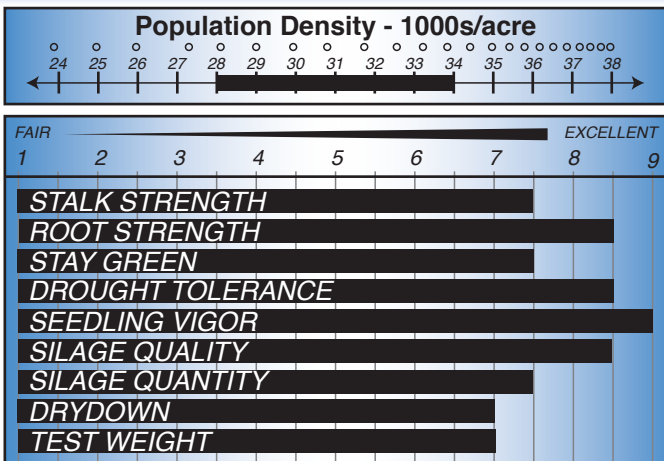 Population Density - 1000s/acre
24 25 26 27 28 29 30 31 32 33 34 35 36 37 38
FAIR EXCELLENT
1 2 3 4 5 6 7 8 9
STALK STRENGTH
ROOT STRENGTH
STAY GREEN
DROUGHT TOLERANCE
SEEDLING VIGOR
SILAGE QUALITY
SILAGE QUANTITY
DRYDOWN
TEST WEIGHT